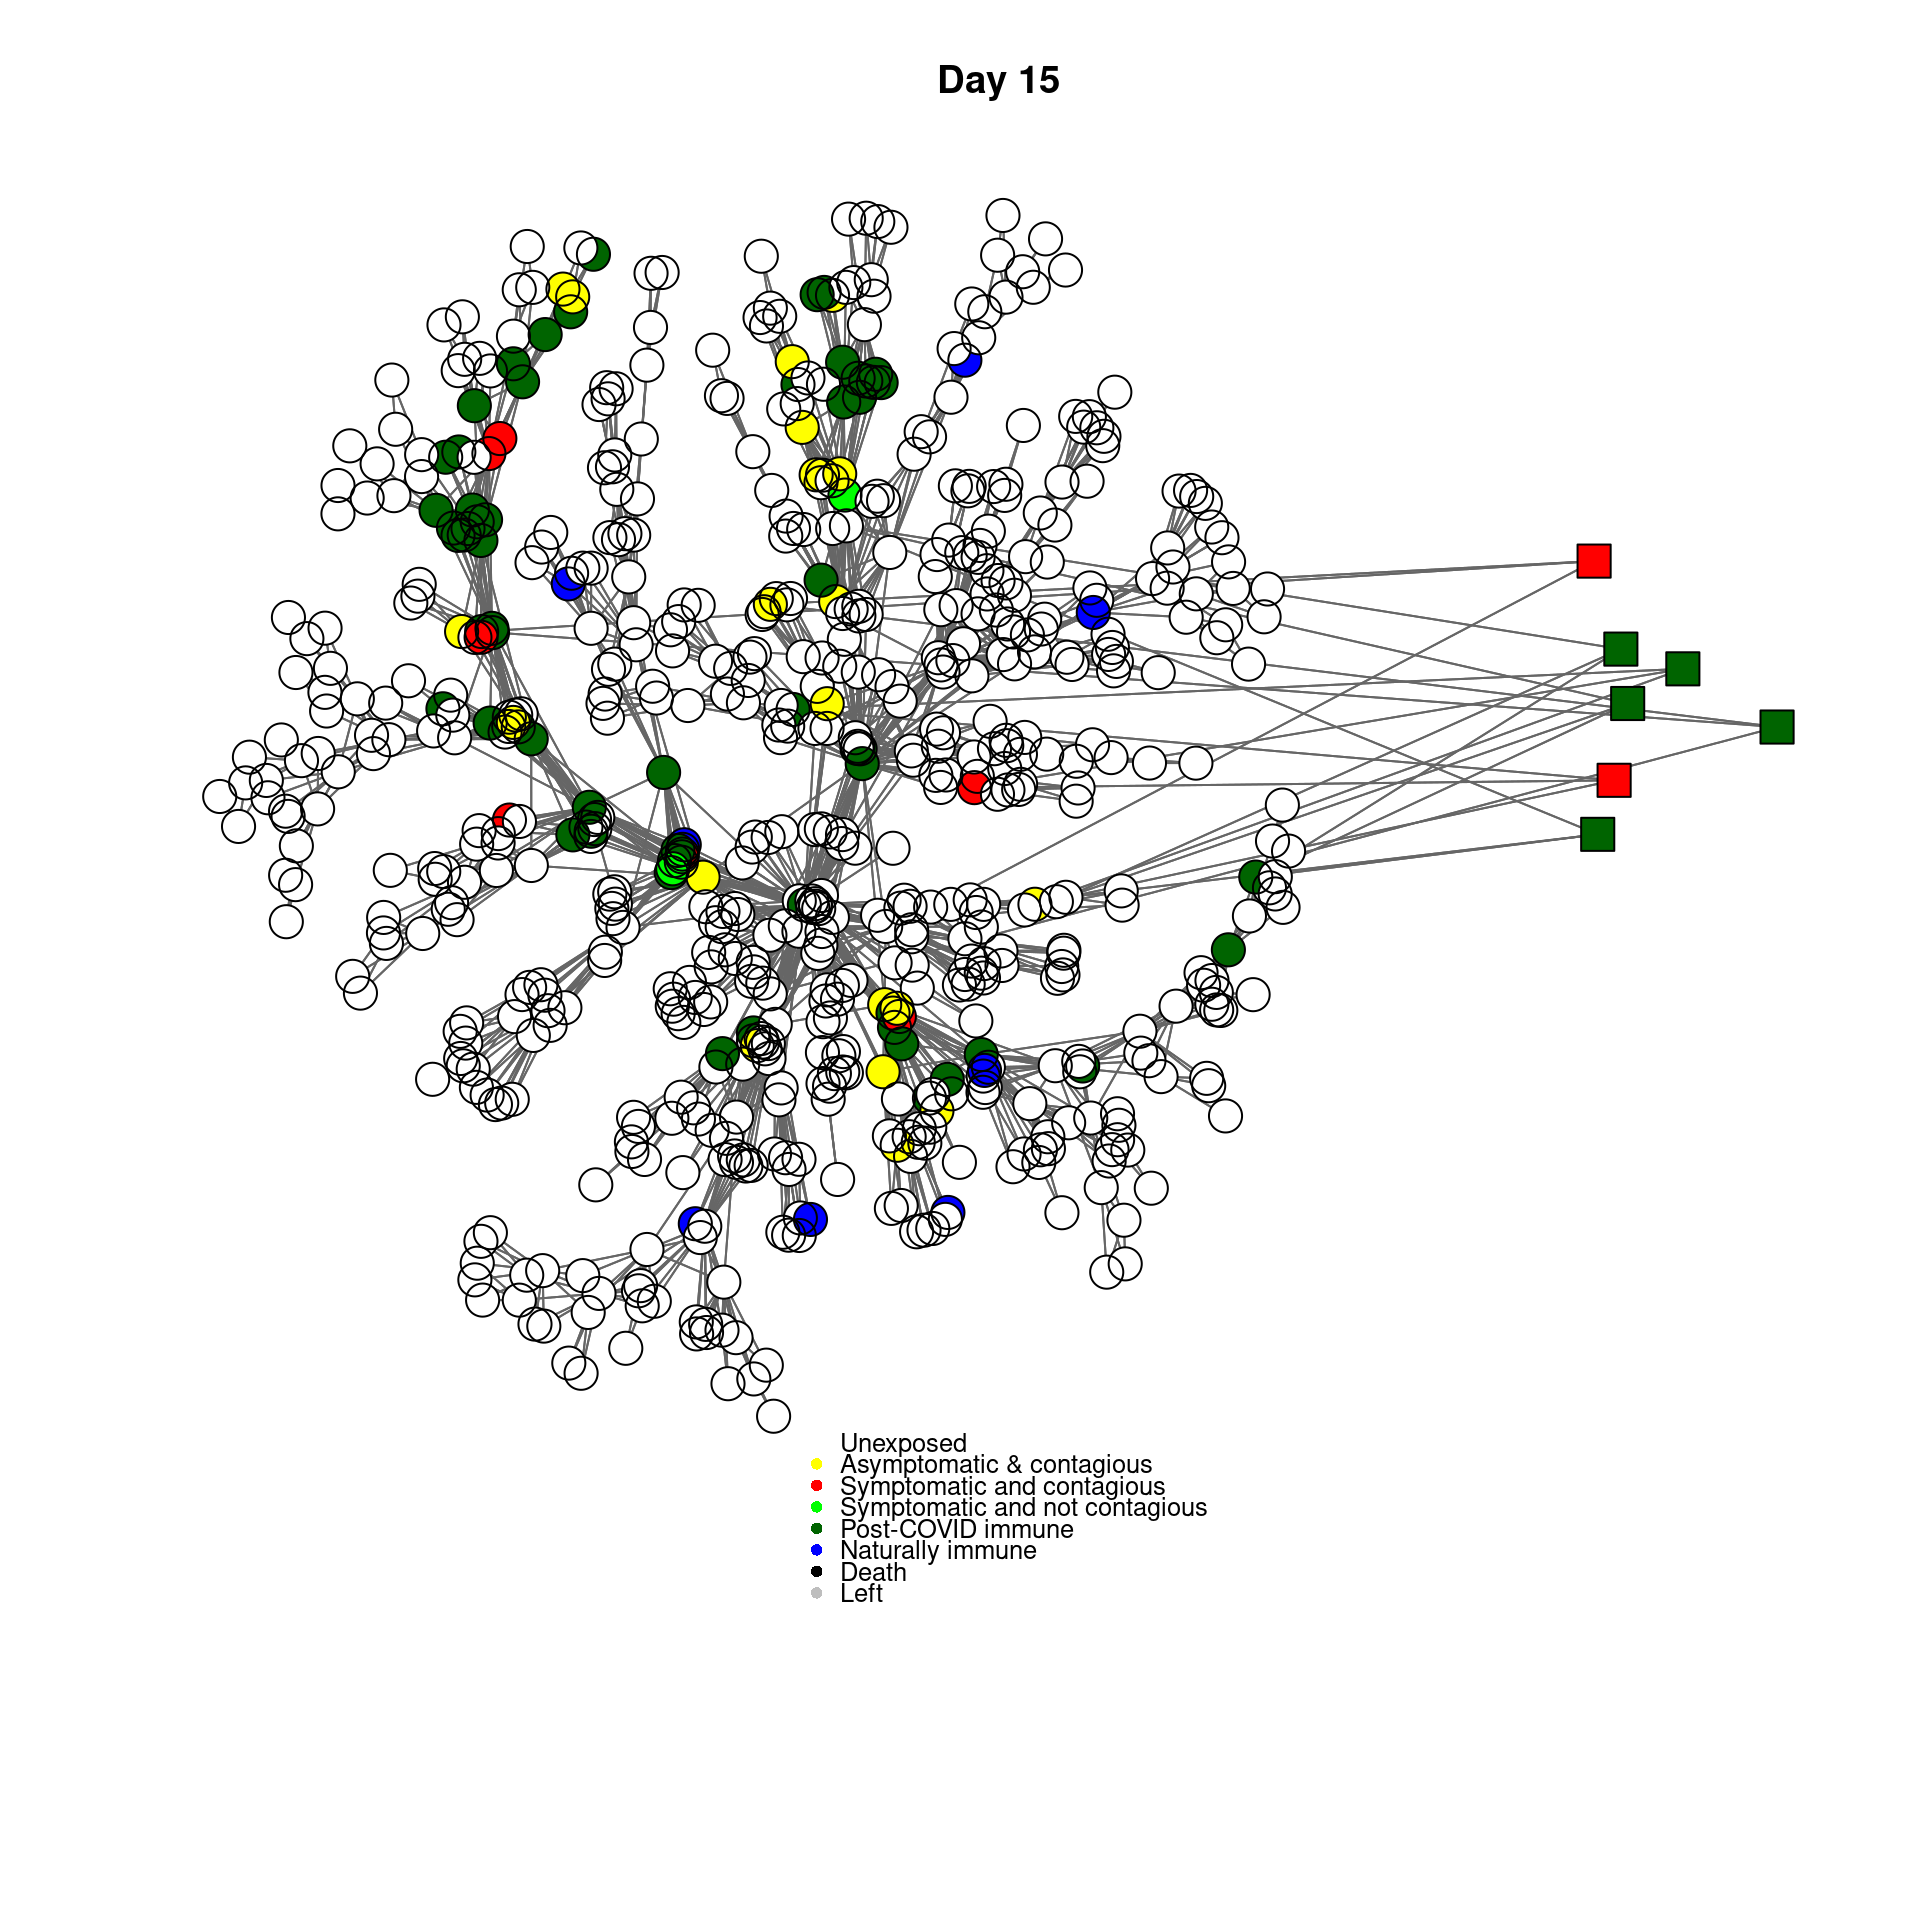 Day 15
Unexposed
Asymptomatic & contagious
Symptomatic and contagious
Symptomatic and not contagious
Post-COVID immune
Naturally immune
Death
Left